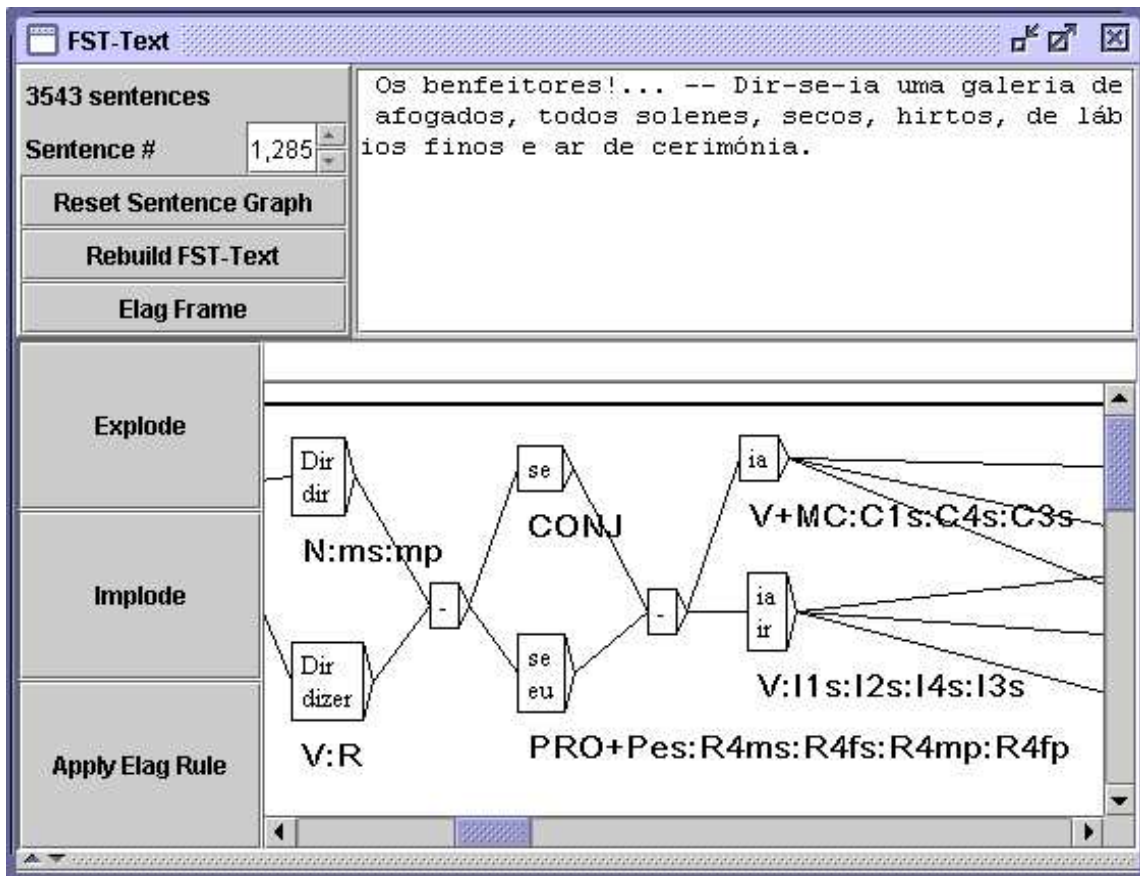 FST-Text
3543 sentences
Sentence # 1,285
Reset Sentence Graph
Rebuild FST-Text
Elag Frame
Os benfeitores!... -- Dir-se-ia uma galeria de
afogados, todos solenes, secos, hirtos, de láb
ios finos e ar de cerimónia.
Explode
Implode
Apply Elag Rule
Dir
dir
N:ms:mp
Dir
dizer
V:R
-
se
CONJ
se
eu
PRO+Pes:R4ms:R4fs:R4mp:R4fp
-
ia
V+MC:C1s:C4s:C3s
ia
ir
V:I1s:I2s:I4s:I3s